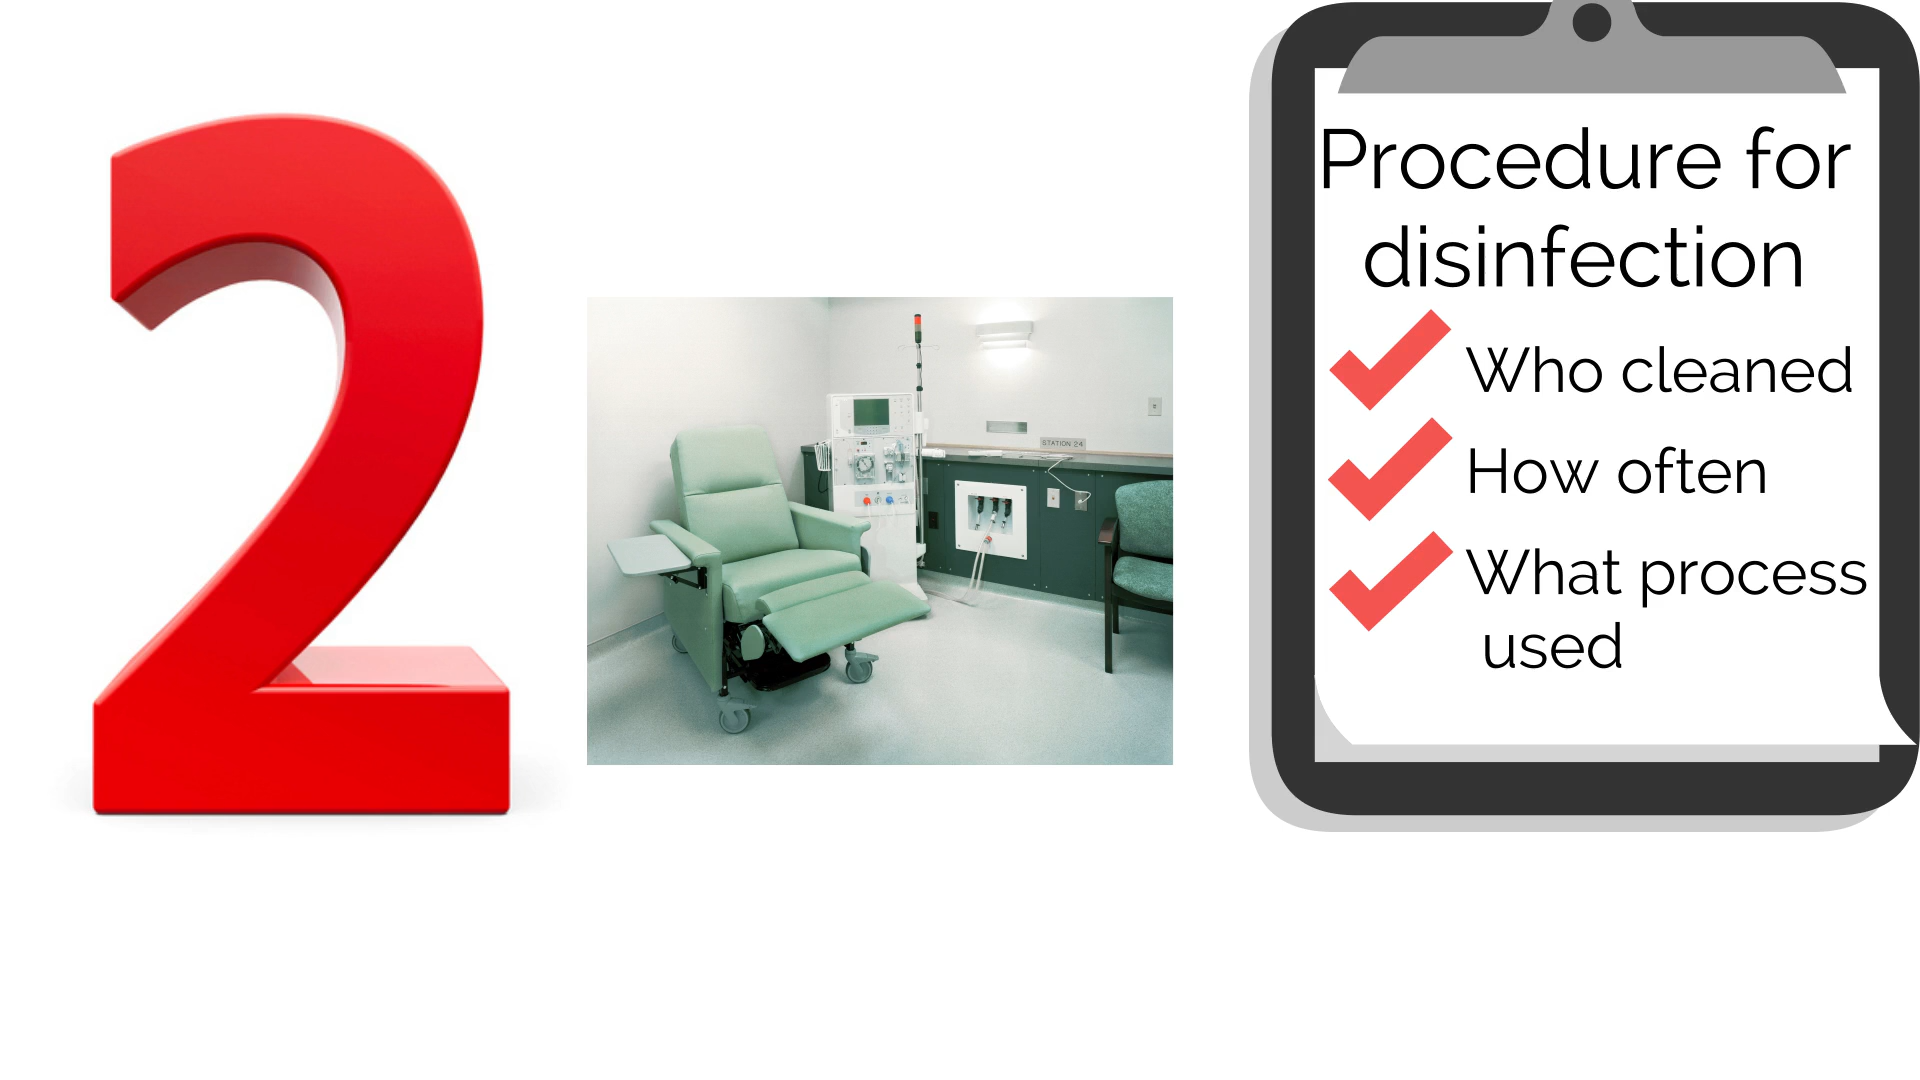 2
STATION 24
Procedure for
disinfection
Who cleaned
How often
What process
used